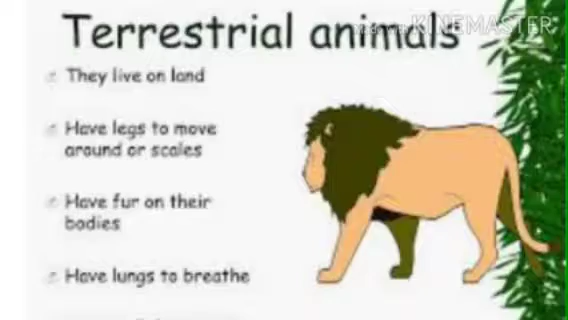 Terrestrial animals
KINEMASTER
They live on land
Have legs to move
around or scales
Have fur on their
bodies
Have lungs to breathe